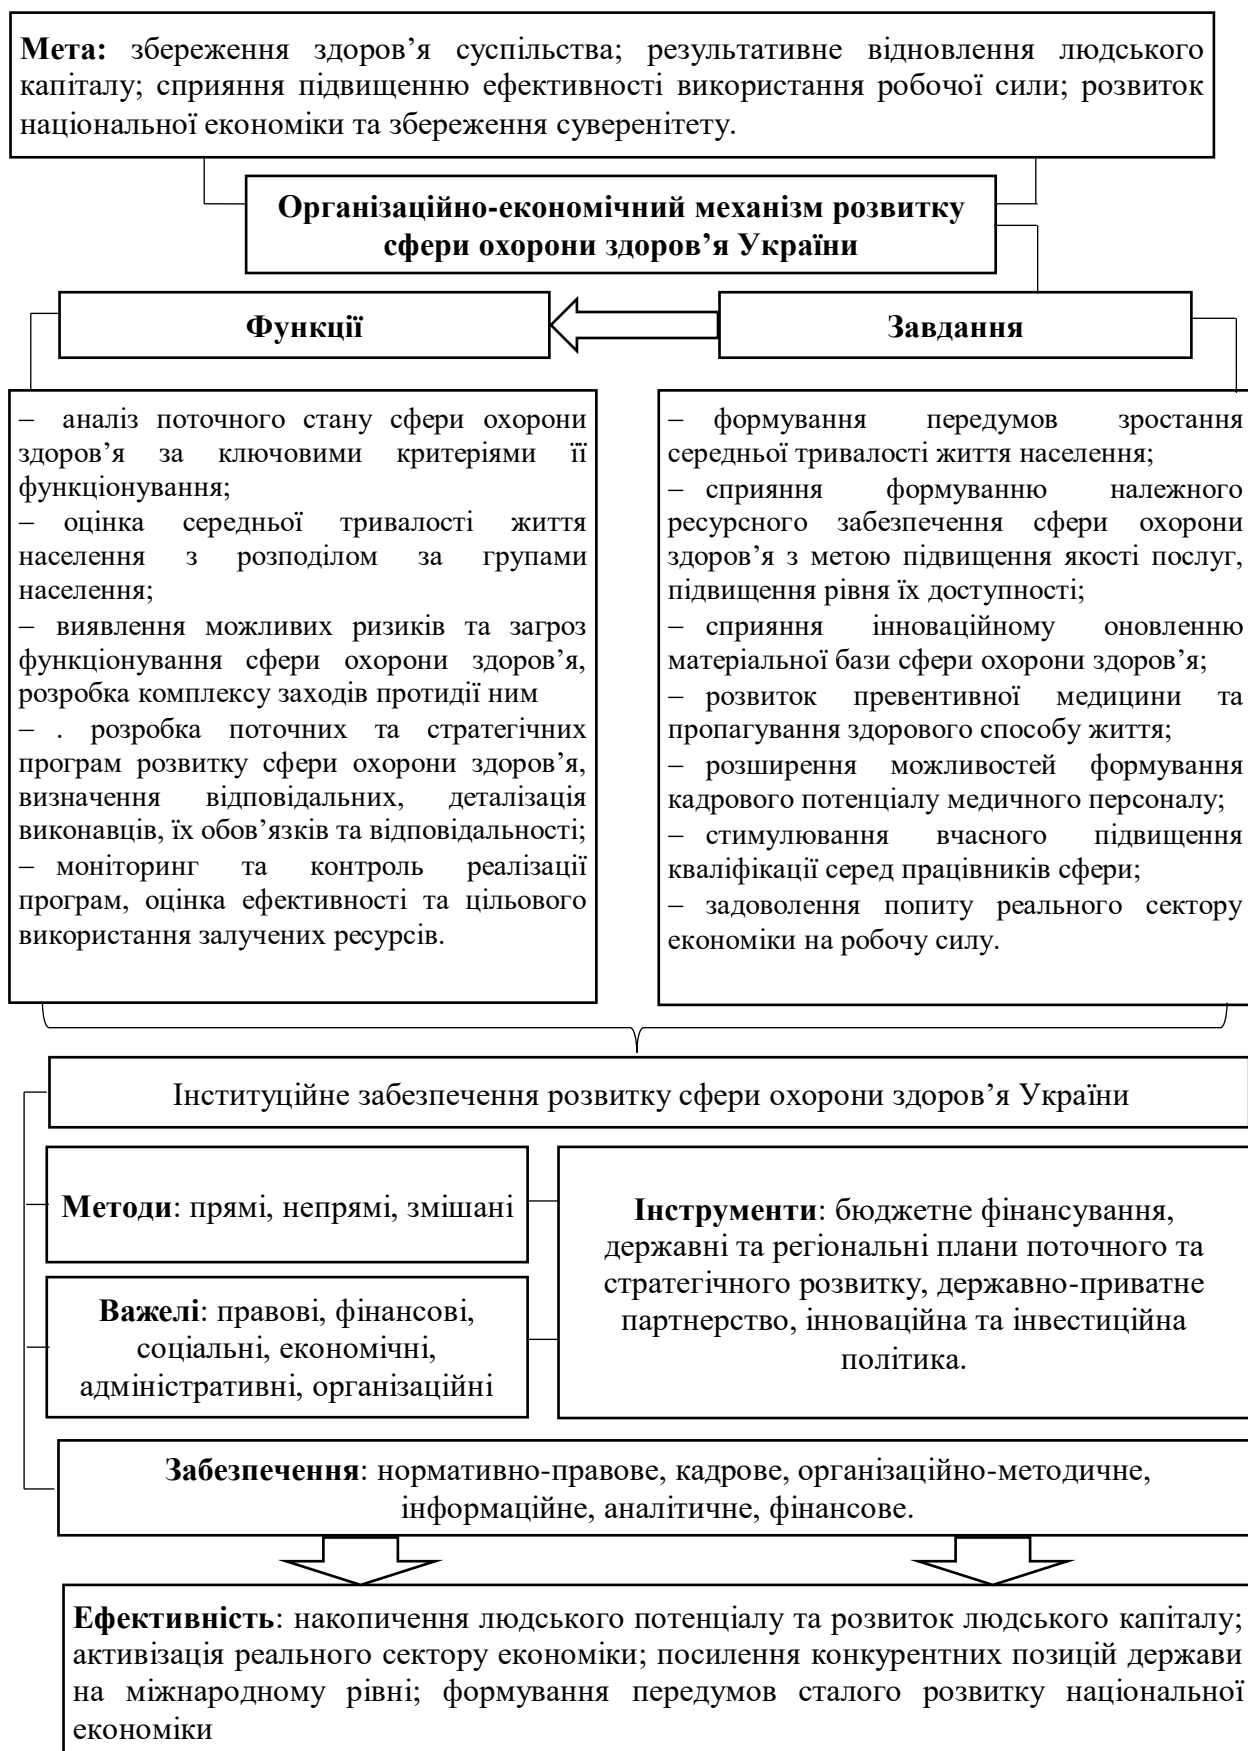 Мета: збереження здоров’я суспільства; результативне відновлення людського
капіталу; сприяння підвищенню ефективності використання робочої сили; розвиток
національної економіки та збереження суверенітету.
Організаційно-економічний механізм розвитку
сфери охорони здоров’я України
Функції
Завдання
– аналіз поточного стану сфери охорони
здоров’я за ключовими критеріями її
функціонування;
– оцінка середньої тривалості життя
населення з розподілом за групами
населення;
– виявлення можливих ризиків та загроз
функціонування сфери охорони здоров’я,
розробка комплексу заходів протидії ним
– . розробка поточних та стратегічних
програм розвитку сфери охорони здоров’я,
визначення відповідальних, деталізація
виконавців, їх обов’язків та відповідальності;
– моніторинг та контроль реалізації
програм, оцінка ефективності та цільового
використання залучених ресурсів.
– формування передумов зростання
середньої тривалості життя населення;
– сприяння формуванню належного
ресурсного забезпечення сфери охорони
здоров’я з метою підвищення якості послуг,
підвищення рівня їх доступності;
– сприяння інноваційному оновленню
матеріальної бази сфери охорони здоров’я;
– розвиток превентивної медицини та
пропагування здорового способу життя;
– розширення можливостей формування
кадрового потенціалу медичного персоналу;
– стимулювання вчасного підвищення
кваліфікації серед працівників сфери;
– задоволення попиту реального сектору
економіки на робочу силу.
Інституційне забезпечення розвитку сфери охорони здоров’я України
Методи: прямі, непрямі, змішані
Важелі: правові, фінансові,
соціальні, економічні,
адміністративні, організаційні
Інструменти: бюджетне фінансування,
державні та регіональні плани поточного та
стратегічного розвитку, державно-приватне
партнерство, інноваційна та інвестиційна
політика.
Забезпечення: нормативно-правове, кадрове, організаційно-методичне,
інформаційне, аналітичне, фінансове.
Ефективність: накопичення людського потенціалу та розвиток людського капіталу;
активізація реального сектору економіки; посилення конкурентних позицій держави
на міжнародному рівні; формування передумов сталого розвитку національної
економіки